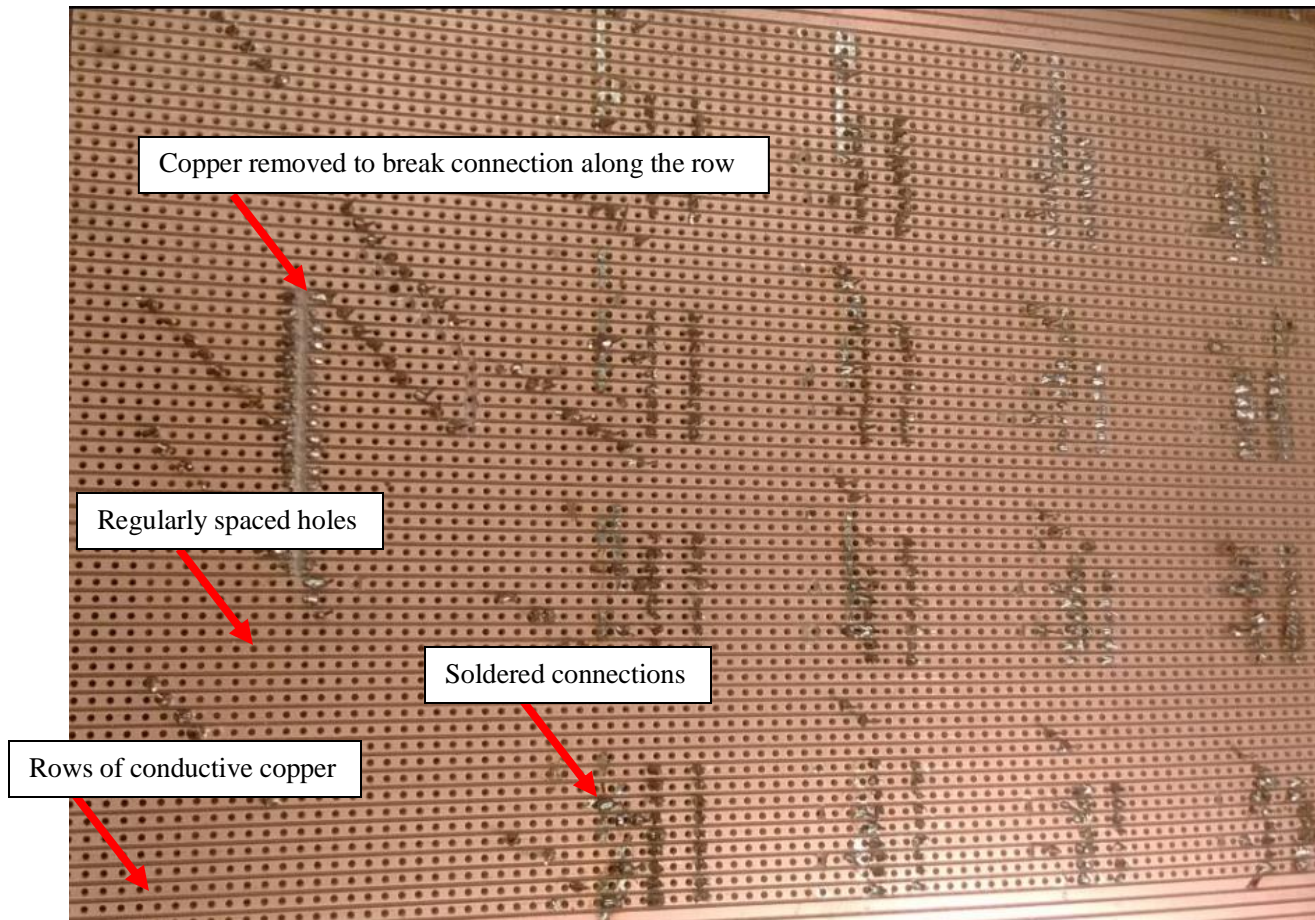 Copper removed to break connection along the row
Regularly spaced holes
Soldered connections
Rows of conductive copper